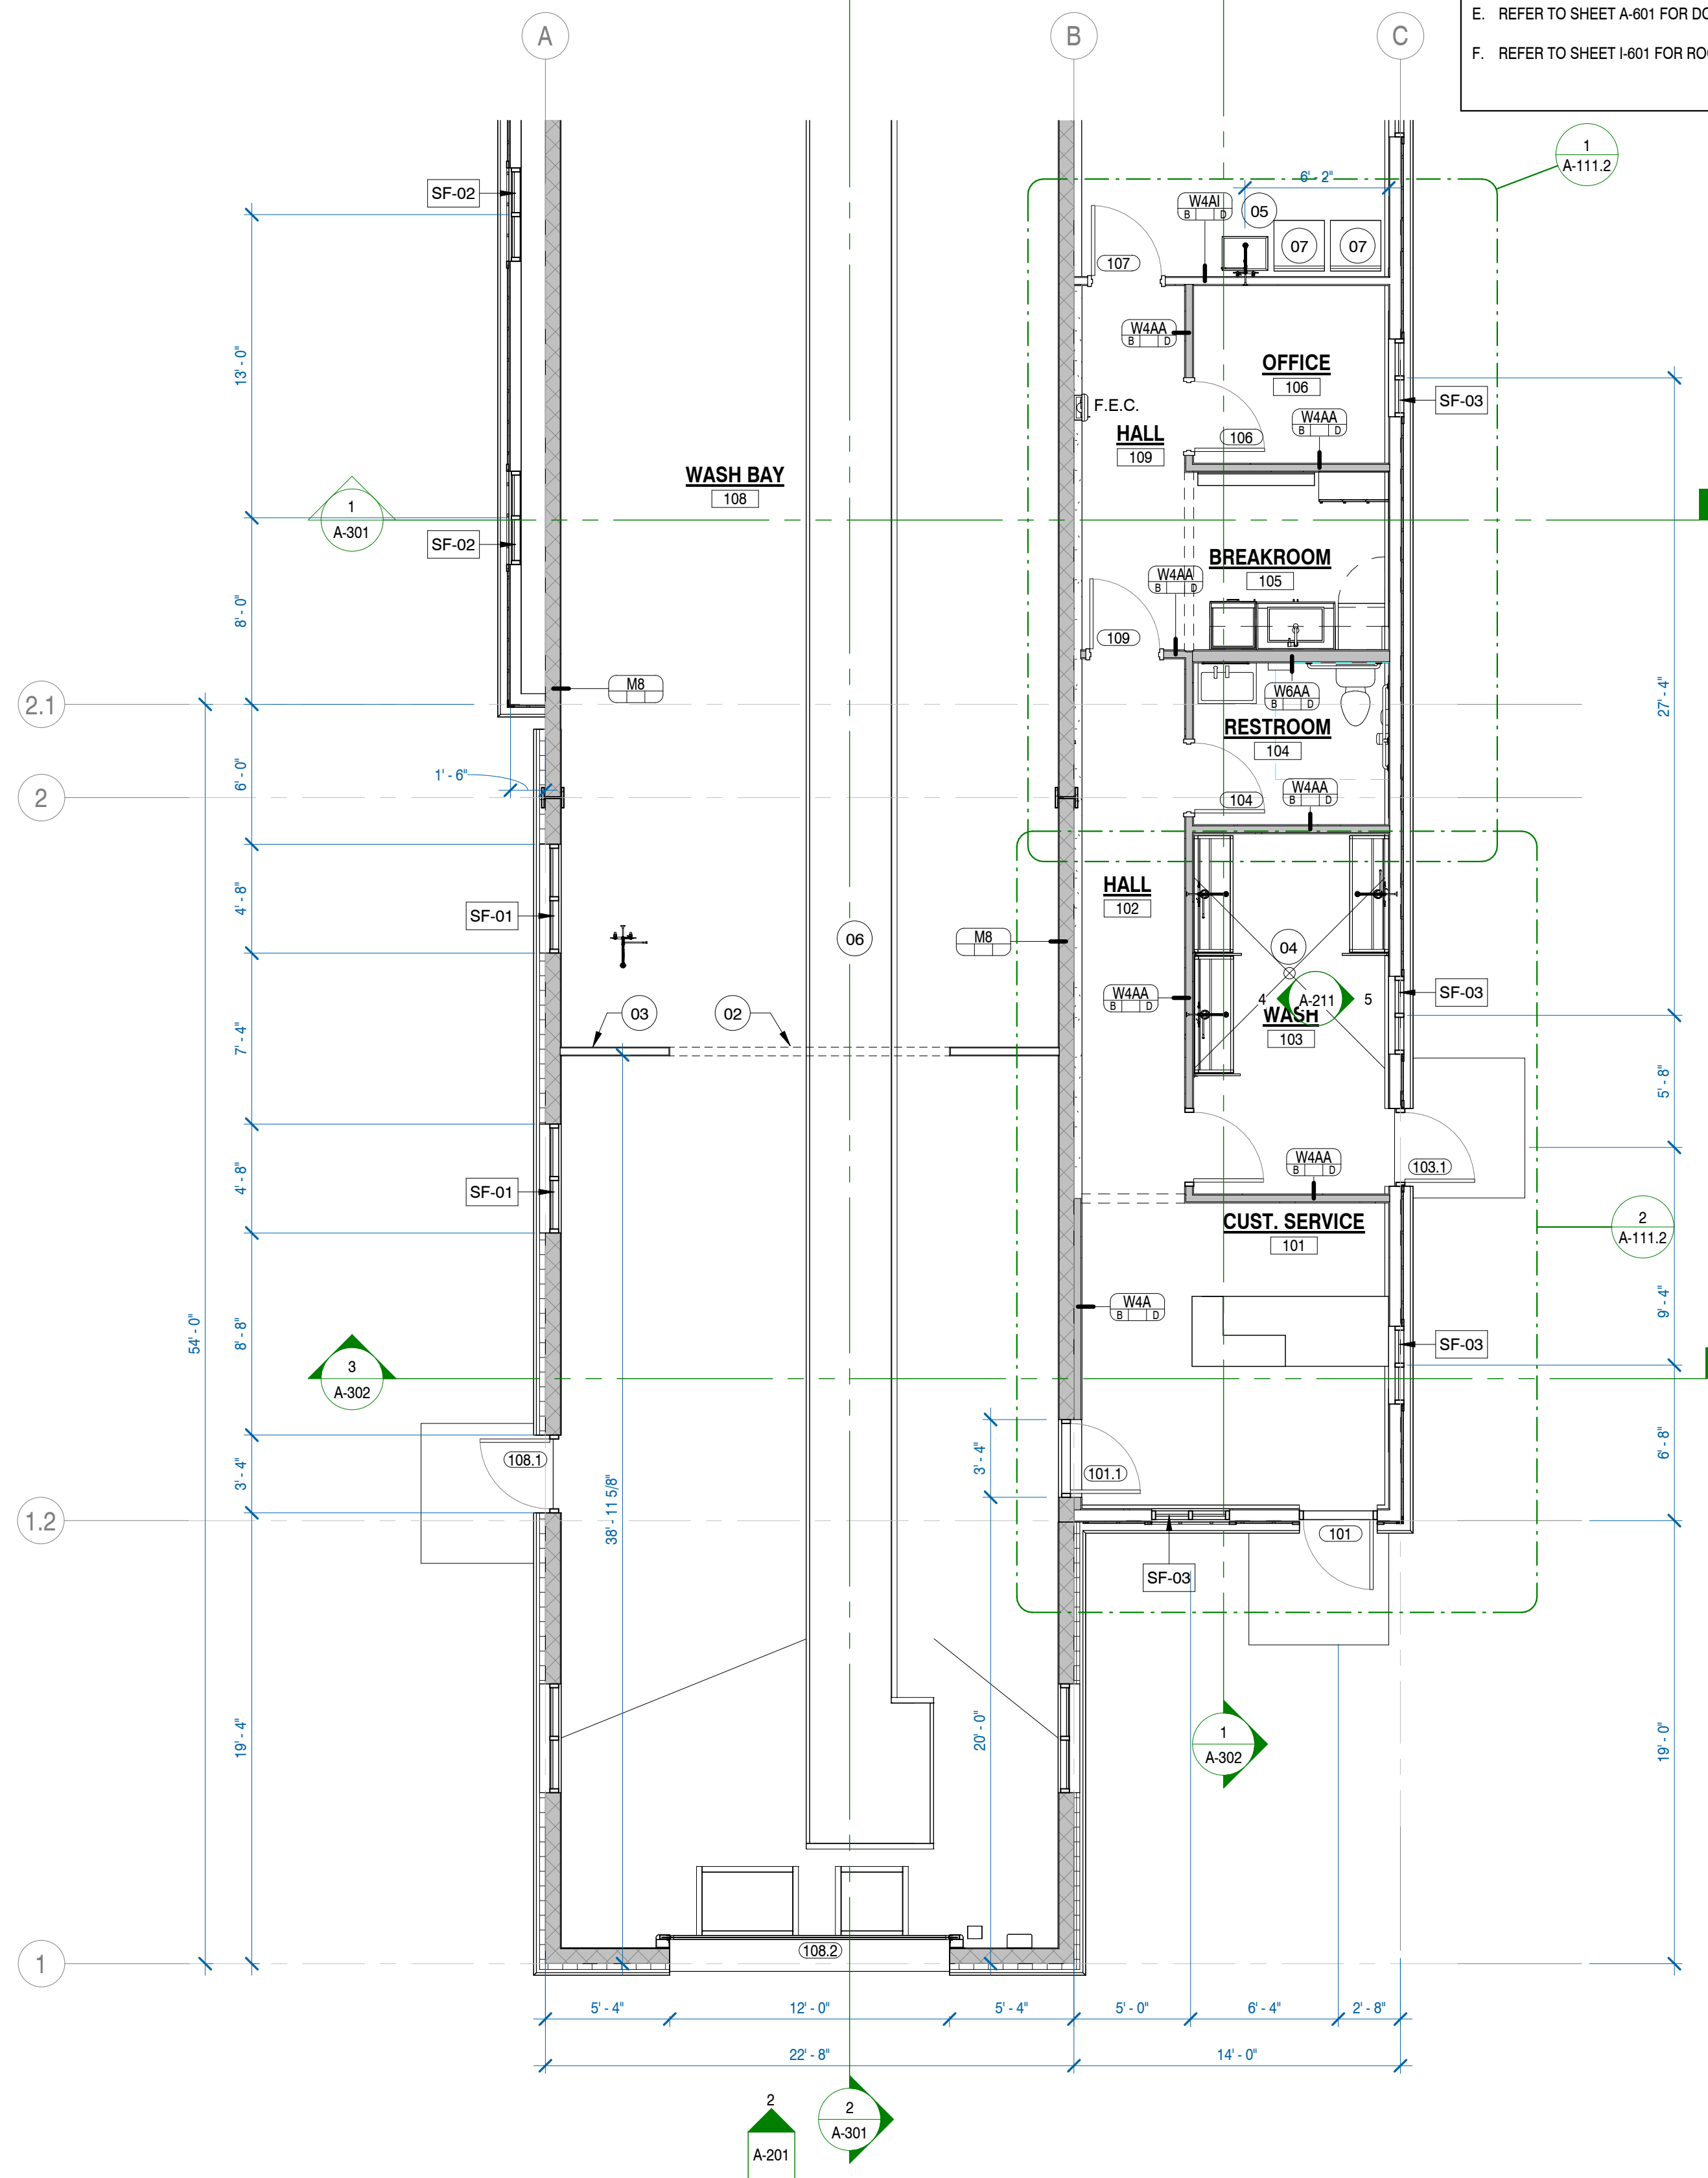 A
B
C
E. REFER TO SHEET A-601 FOR
F. REFER TO SHEET I-601 FOR
1
A-111.2
6' - 2"
SF-02
W4AI
B D
05
07
07
107
W4AA
B D
OFFICE
106
13' - 0"
SF-03
F.E.C.
W4AA
B D
HALL
109
106
WASH BAY
108
1
A-301
SF-02
BREAKROOM
105
W4AA
B D
8' - 0"
109
M8
W6AA
B D
27' - 4"
2.1
RESTROOM
104
6' - 0"
1' - 6"
2
W4AA
B D
104
HALL
102
4' - 8"
SF-01
M8
06
04
W4AA
B D
4
A-211
5
SF-03
WASH
103
03
02
7' - 4"
5' - 8"
W4AA
B D
103.1
4' - 8"
SF-01
CUST. SERVICE
101
2
A-111.2
W4A
B D
9' - 4"
54' - 0"
8' - 8"
SF-03
3
A-302
108.1
3' - 4"
3' - 4"
101.1
6' - 8"
38' - 11 5/8"
1.2
101
SF-03
19' - 4"
20' - 0"
1
A-302
19' - 0"
108.2
1
5' - 4"
12' - 0"
5' - 4"
5' - 0"
6' - 4"
2' - 8"
22' - 8"
14' - 0"
2
A-201
2
A-301